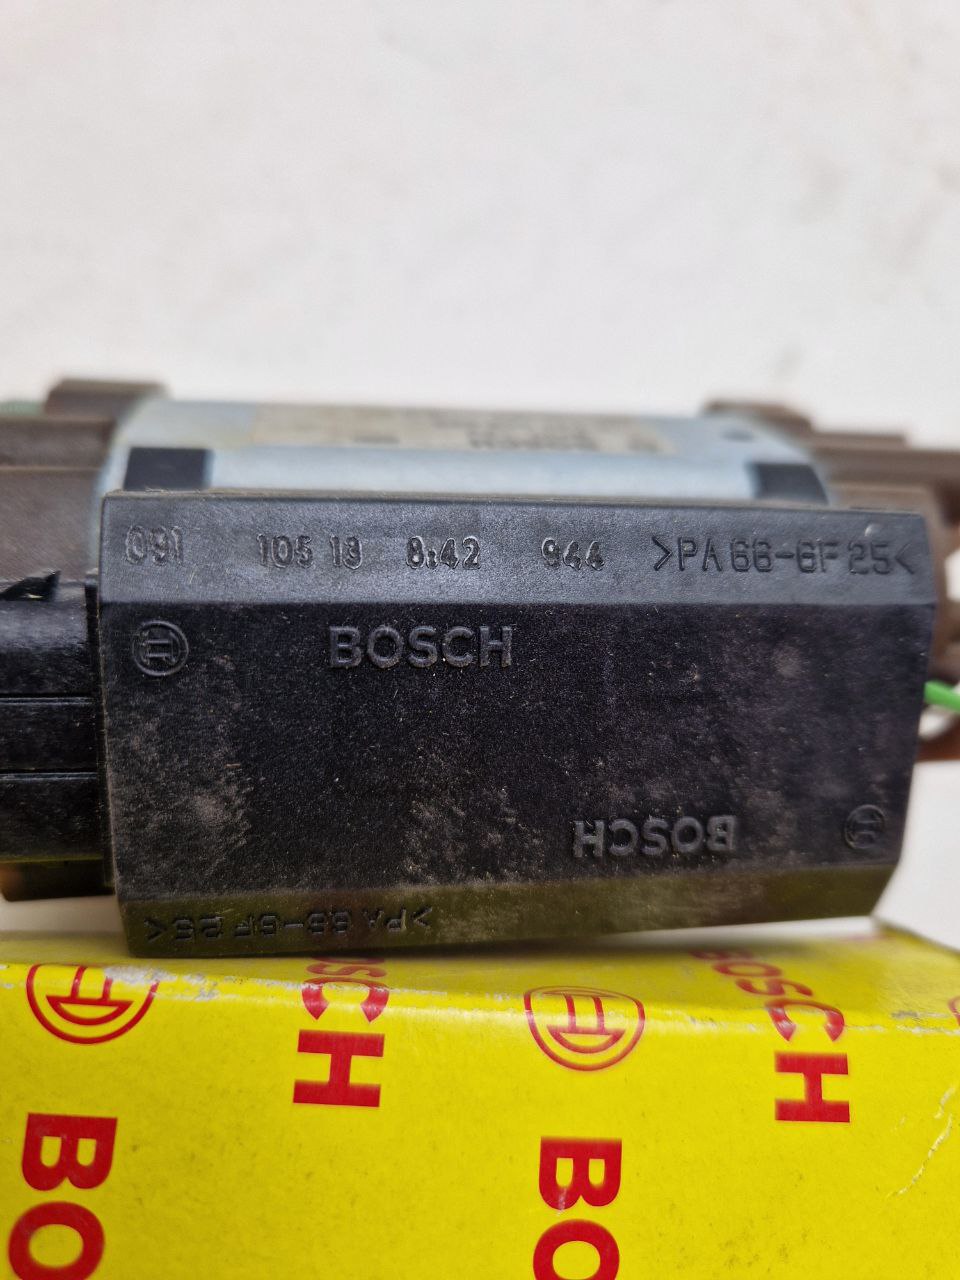 091 105 13 8:42 944 >PA 66-GF 25<
BOSCH
BOSCH
>PA 66-GF 25<
BOSCH
BOSCH
BO
BO